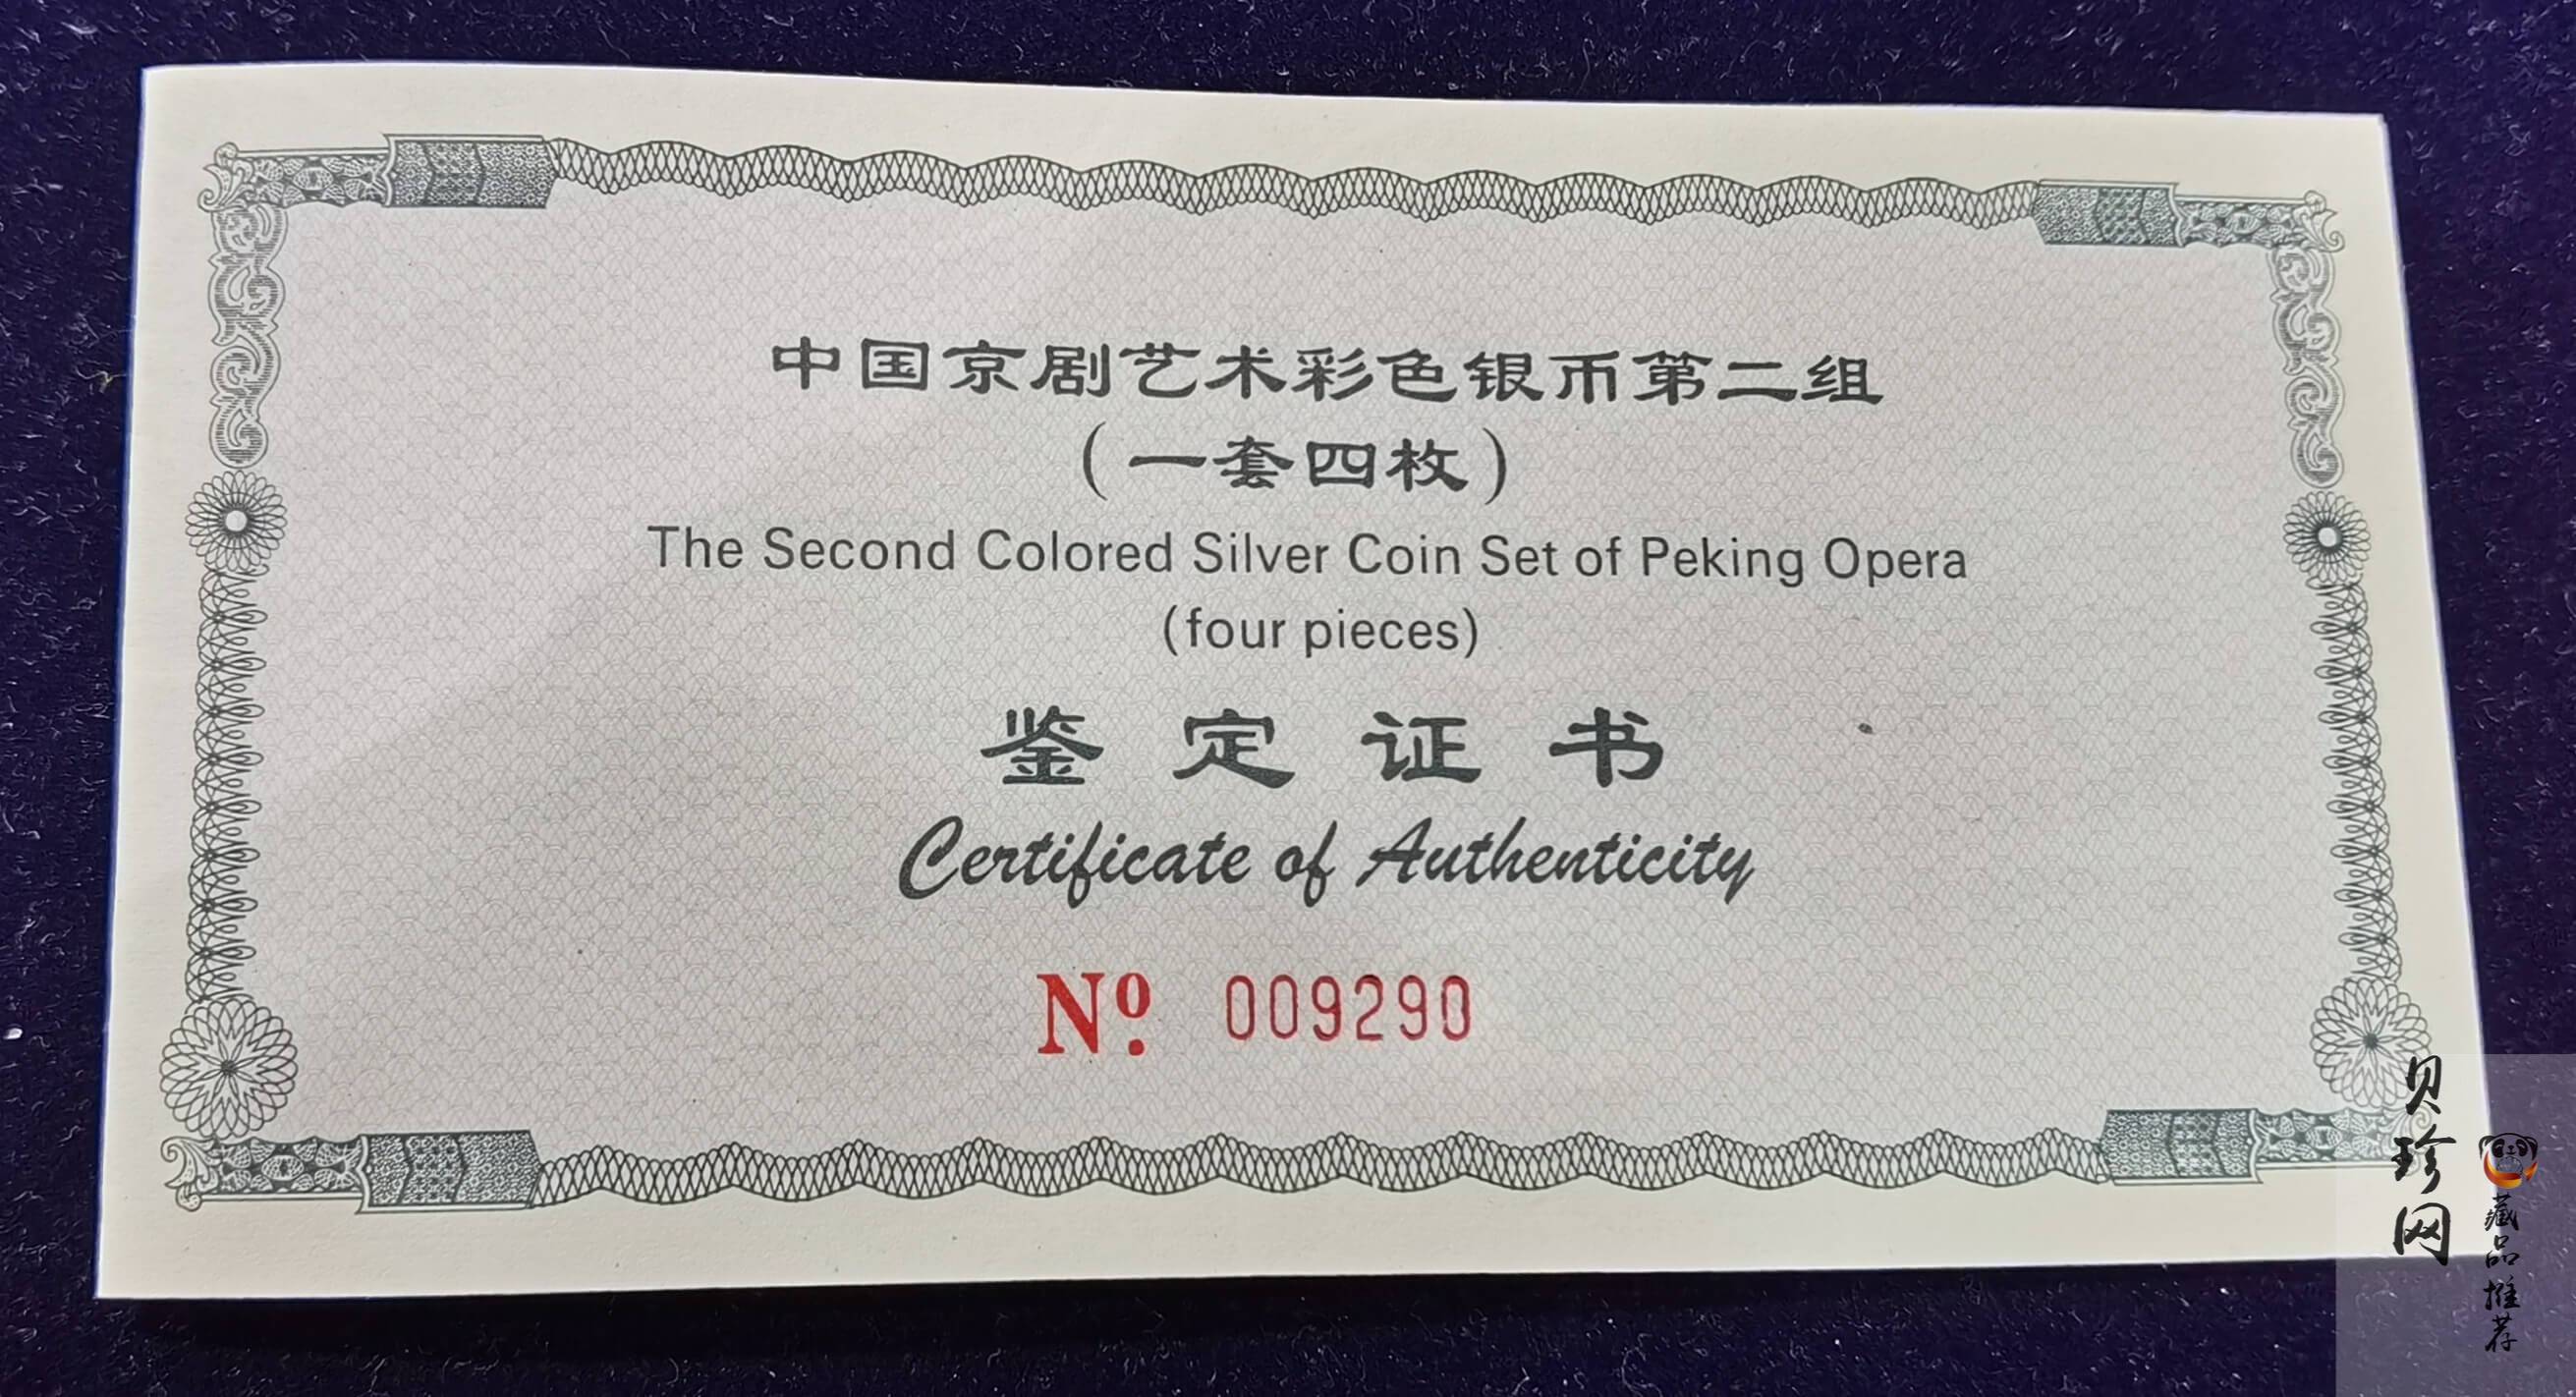 中国京剧艺术彩色银币第二组
（一套四枚）
The Second Colored Silver Coin Set of Peking Opera
(four pieces)
鉴定证书
Certificate of Authenticity
Nº. 009290
贝珍网
藏品推荐